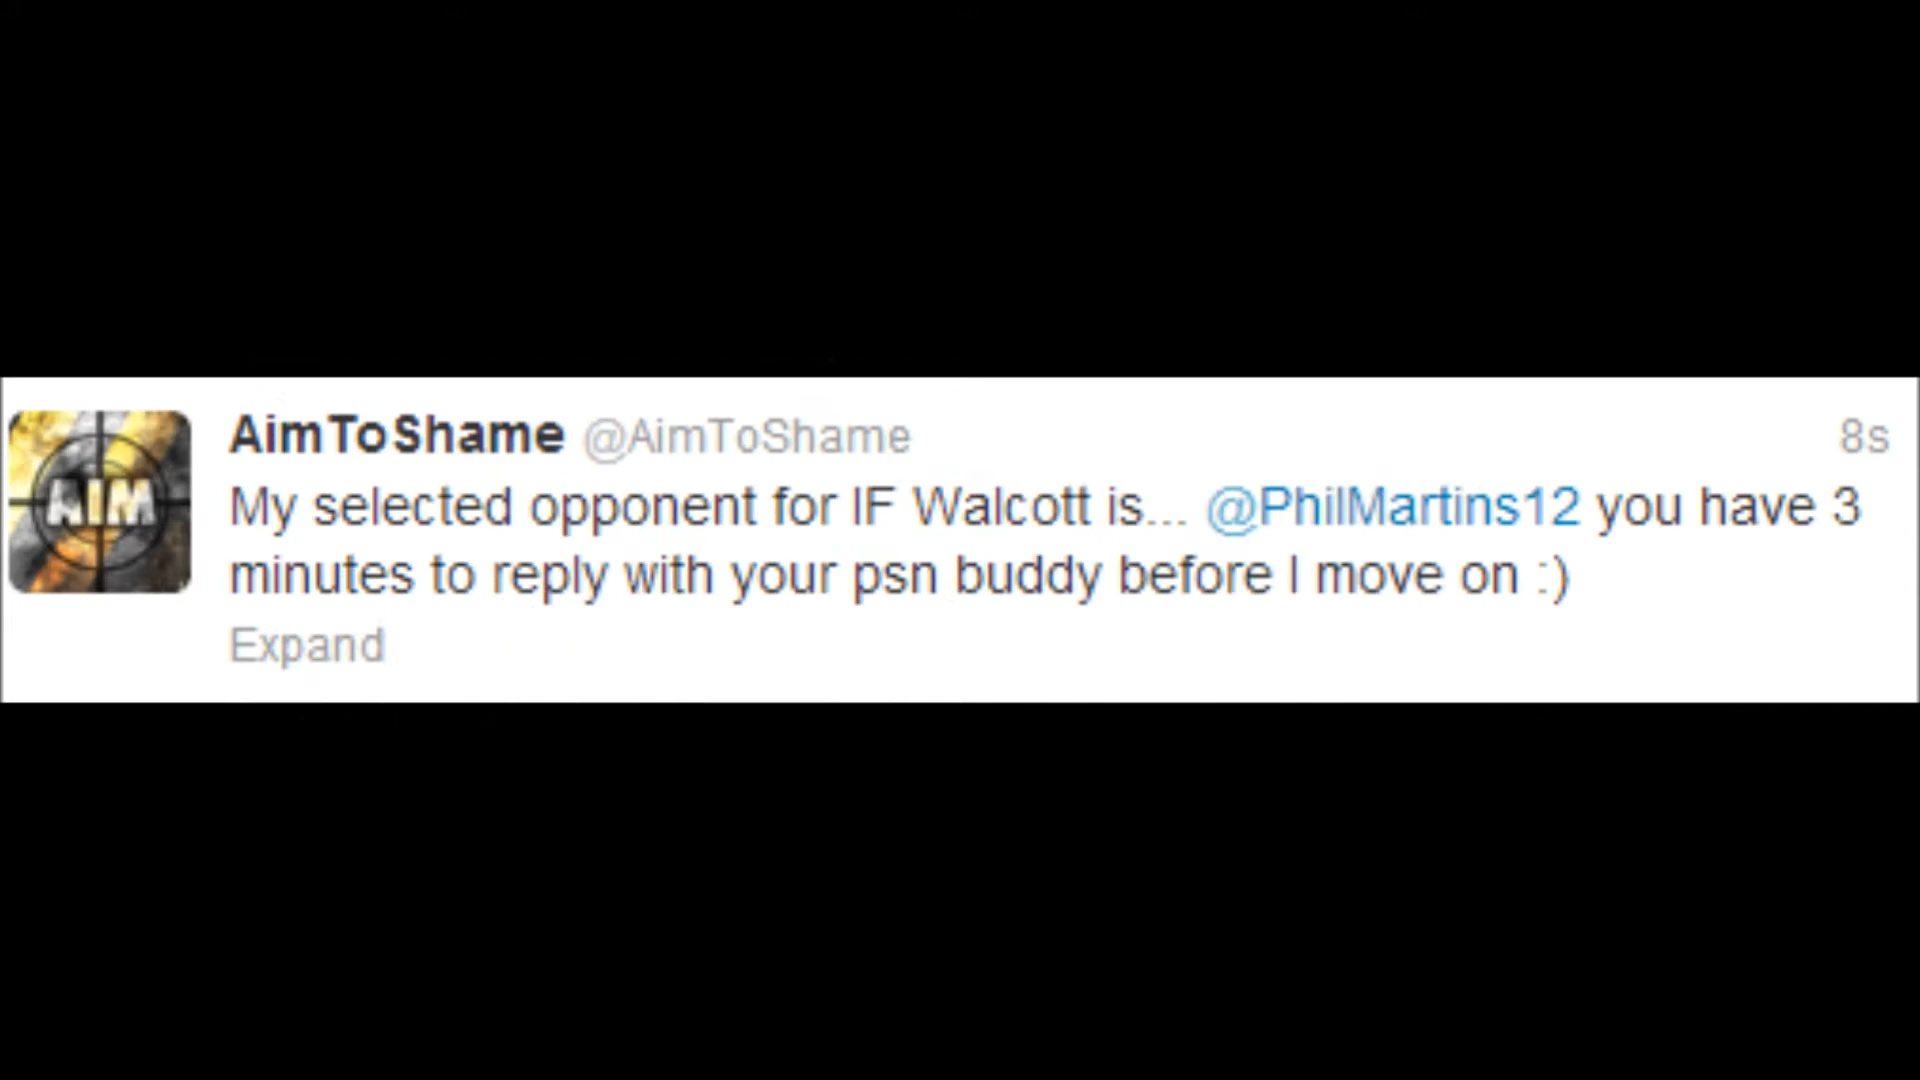 AimToShame @AimToShame 8s
My selected opponent for IF Walcott is... @PhilMartins12 you have 3
minutes to reply with your psn buddy before I move on :)
Expand
AIM